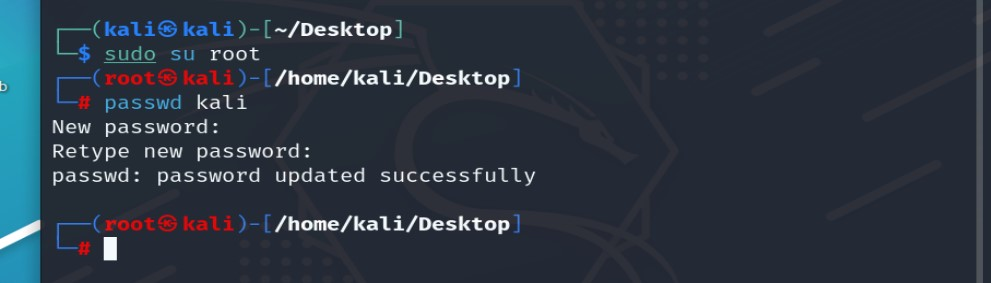 b
┌──(kali㉿kali)-[~/Desktop]
└─$ sudo su root
┌──(root㉿kali)-[/home/kali/Desktop]
└─# passwd kali
New password:
Retype new password:
passwd: password updated successfully
┌──(root㉿kali)-[/home/kali/Desktop]
└─#